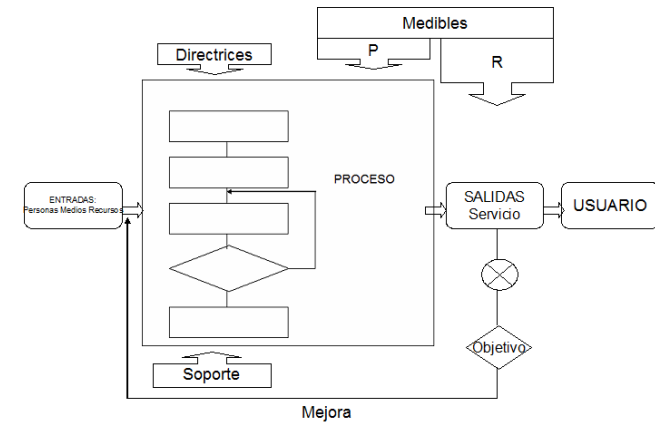 Medibles
P
R
Directrices
PROCESO
ENTRADAS:
Personas Medios Recursos
SALIDAS
Servicio
USUARIO
Objetivo
Soporte
Mejora